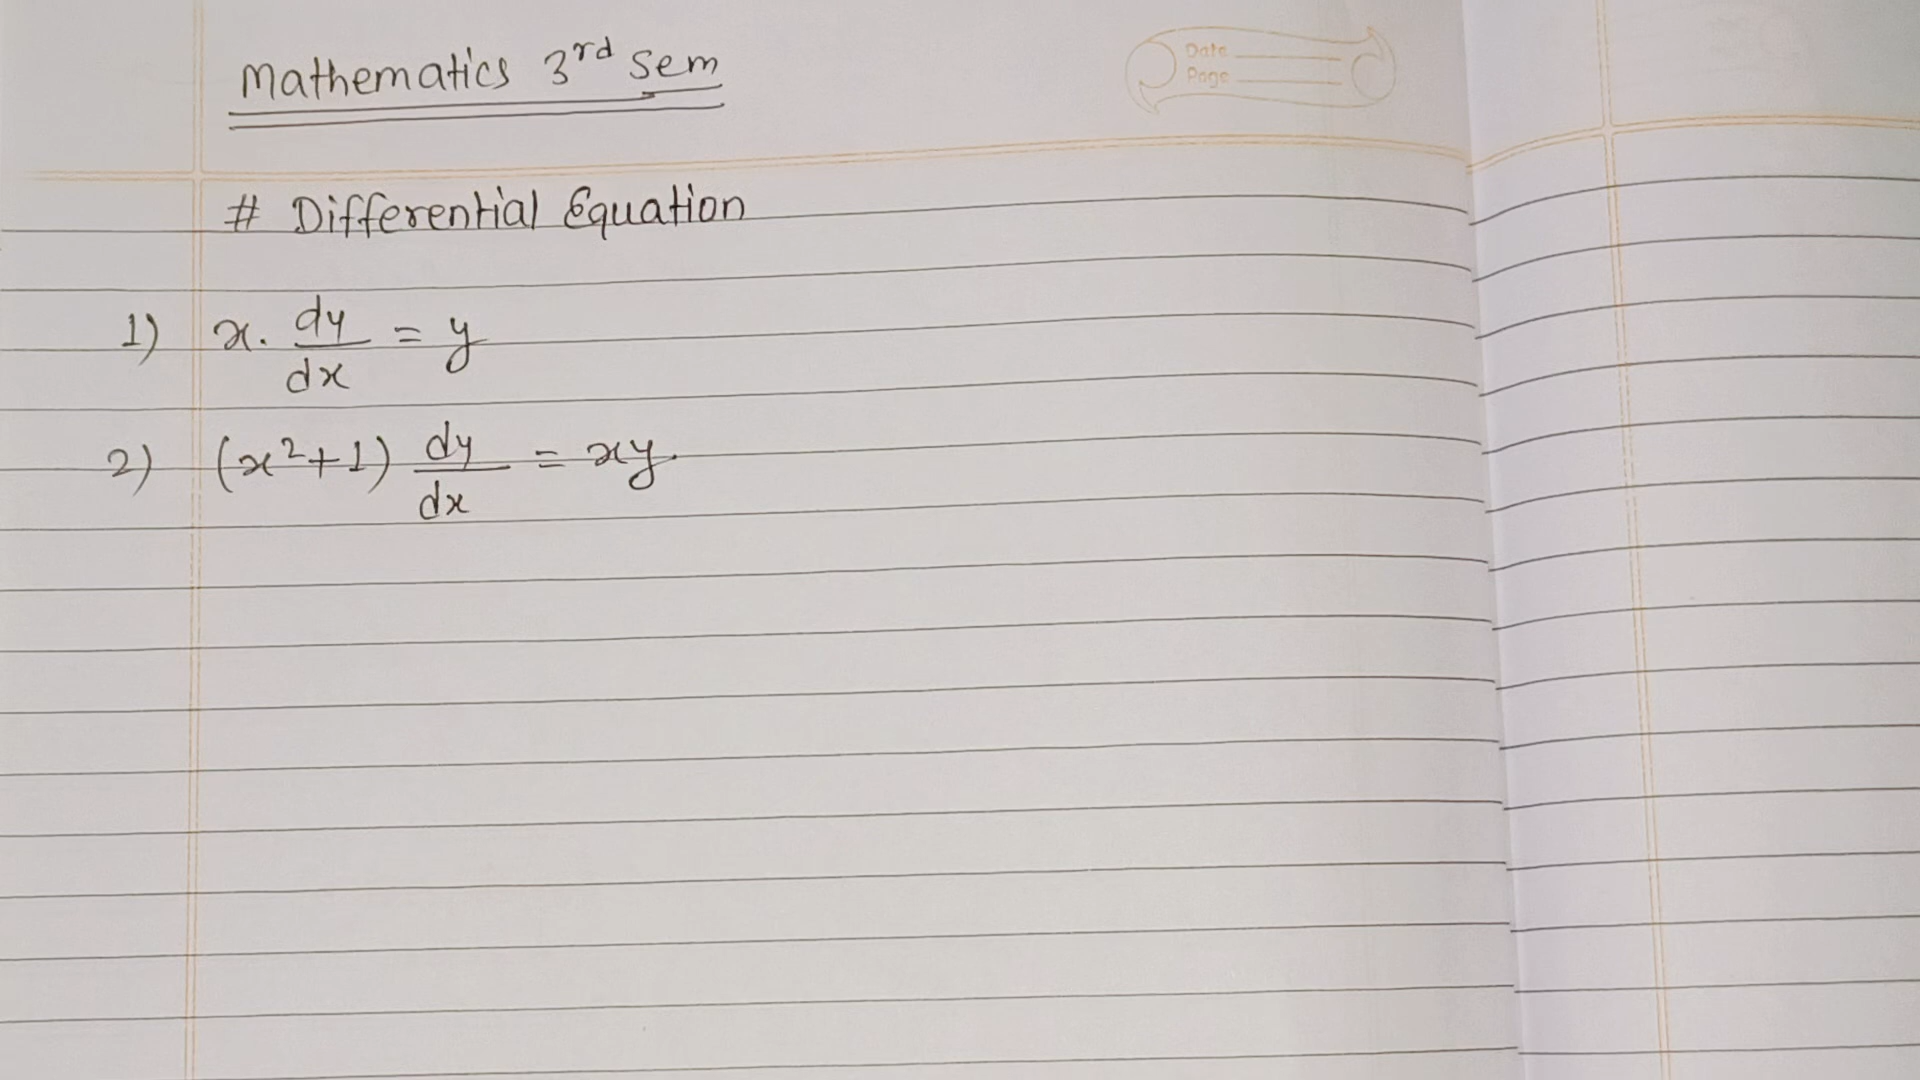 Mathematics 3rd Sem
Date
Page
# Differential Equation
1) x. dy/dx = y
2) (x²+1) dy/dx = xy.